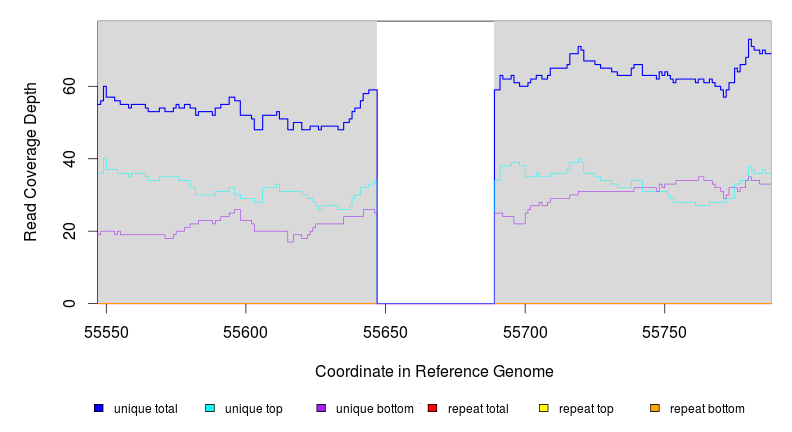 Read Coverage Depth
60
40
20
0
55550 55600 55650 55700 55750
Coordinate in Reference Genome
unique total unique top unique bottom repeat total repeat top repeat bottom